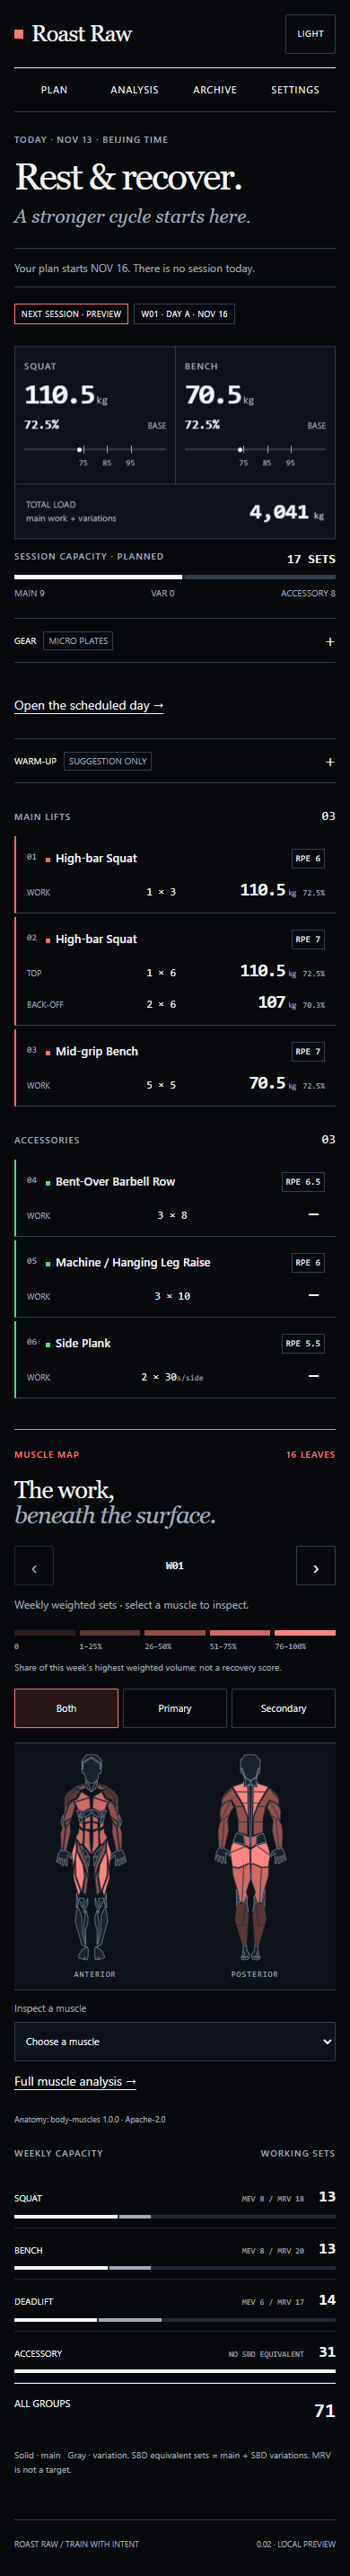 Roast Raw
LIGHT
PLAN ANALYSIS ARCHIVE SETTINGS
TODAY · NOV 13 · BEIJING TIME
Rest & recover.
A stronger cycle starts here.
Your plan starts NOV 16. There is no session today.
NEXT SESSION · PREVIEW W01 · DAY A · NOV 16
SQUAT
110.5 kg
72.5% BASE
75 85 95
BENCH
70.5 kg
72.5% BASE
75 85 95
TOTAL LOAD
main work + variations
4,041 kg
SESSION CAPACITY · PLANNED 17 SETS
MAIN 9 VAR 0 ACCESSORY 8
GEAR MICRO PLATES +
Open the scheduled day →
WARM-UP SUGGESTION ONLY +
MAIN LIFTS 03
01 High-bar Squat RPE 6
WORK 1 × 3 110.5 kg 72.5%
02 High-bar Squat RPE 7
TOP 1 × 6 110.5 kg 72.5%
BACK-OFF 2 × 6 107 kg 70.3%
03 Mid-grip Bench RPE 7
WORK 5 × 5 70.5 kg 72.5%
ACCESSORIES 03
04 Bent-Over Barbell Row RPE 6.5
WORK 3 × 8 —
05 Machine / Hanging Leg Raise RPE 6
WORK 3 × 10 —
06 Side Plank RPE 5.5
WORK 2 × 30s/side —
MUSCLE MAP 16 LEAVES
The work,
beneath the surface.
‹ W01 ›
Weekly weighted sets · select a muscle to inspect.
0 1–25% 26–50% 51–75% 76–100%
Share of this week's highest weighted volume; not a recovery score.
Both Primary Secondary
ANTERIOR POSTERIOR
Inspect a muscle
Choose a muscle
Full muscle analysis →
Anatomy: body-muscles 1.0.0 · Apache-2.0
WEEKLY CAPACITY WORKING SETS
SQUAT MEV 8 / MRV 18 13
BENCH MEV 8 / MRV 20 13
DEADLIFT MEV 6 / MRV 17 14
ACCESSORY NO SBD EQUIVALENT 31
ALL GROUPS 71
Solid · main Gray · variation. SBD equivalent sets = main + SBD variations. MRV
is not a target.
ROAST RAW / TRAIN WITH INTENT 0.02 · LOCAL PREVIEW